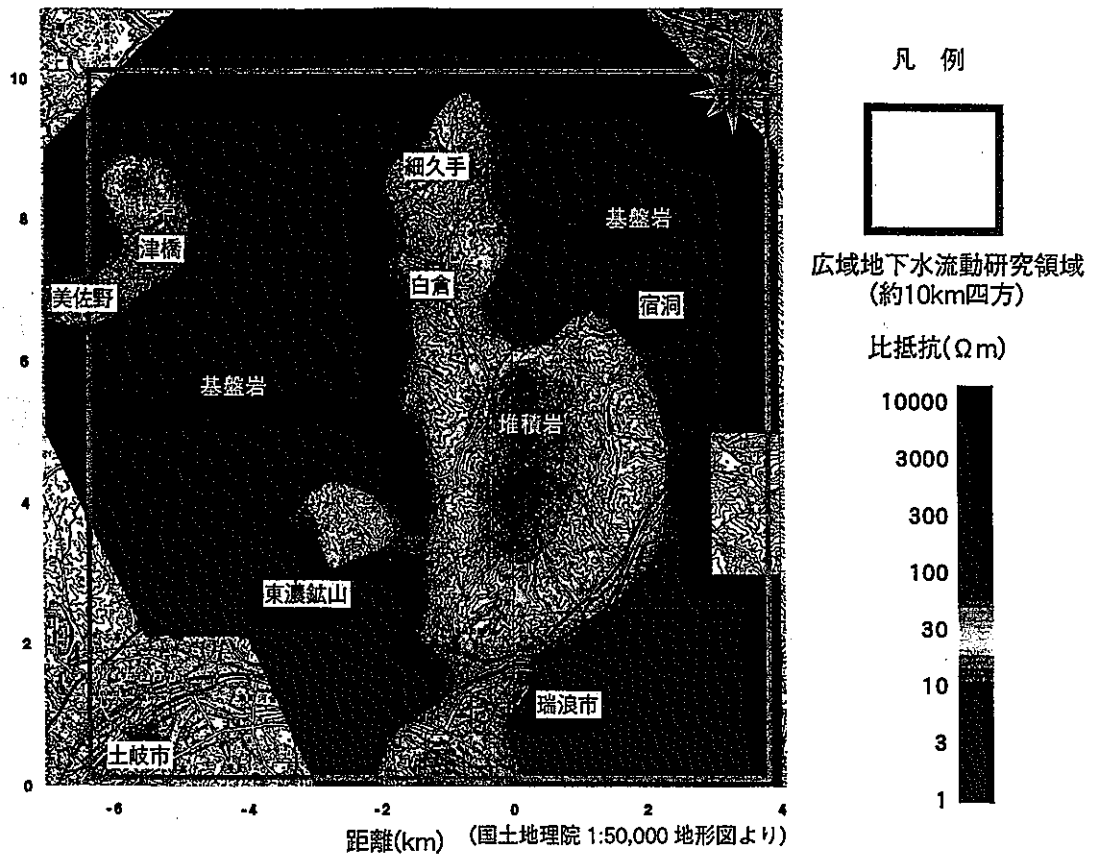 10
8
6
4
2
0
-6
-4
-2
0
2
4
距離(km)
(国土地理院 1:50,000 地形図より)
細久手
基盤岩
津橋
白倉
美佐野
宿洞
基盤岩
堆積岩
東濃鉱山
瑞浪市
土岐市
凡 例
広域地下水流動研究領域
(約10km四方)
比抵抗(Ωm)
10000
3000
300
100
30
10
3
1